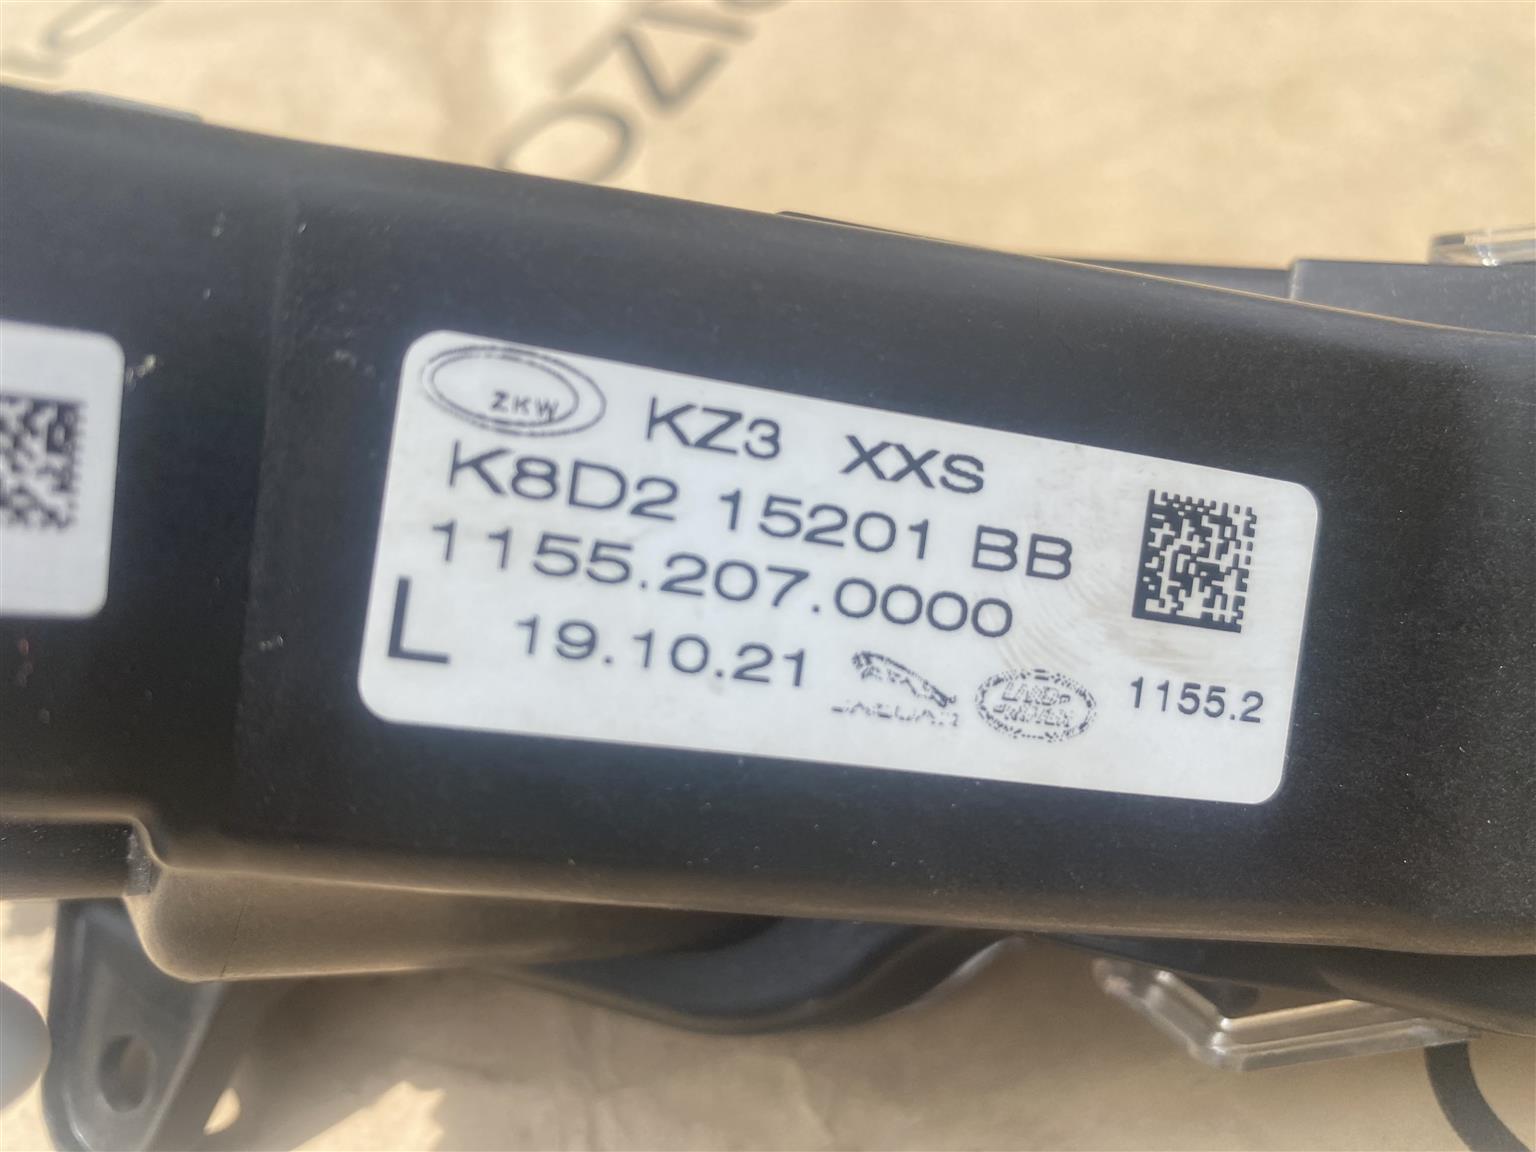 ZKW
KZ3 XXS
K8D2 15201 BB
1155.207.0000
L 19.10.21
JAGUAR
LAND ROVER
1155.2